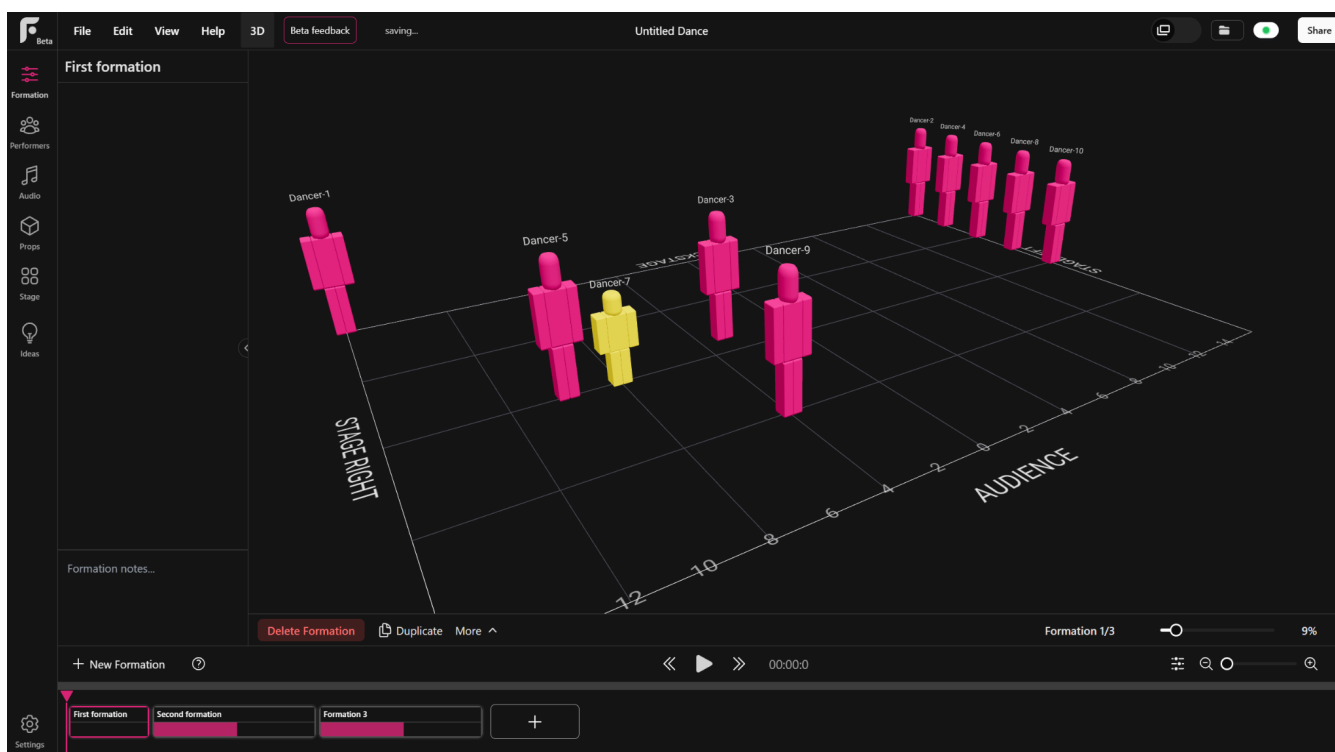 Beta
File
Edit
View
Help
3D
Beta feedback
saving...
Untitled Dance
Share
Formation
Performers
Audio
Props
Stage
Ideas
Settings
First formation
Formation notes...
Dancer-1
Dancer-5
Dancer-7
Dancer-3
Dancer-9
Dancer-2
Dancer-4
Dancer-6
Dancer-8
Dancer-10
STAGE RIGHT
AUDIENCE
12
10
8
6
4
2
0
2
4
6
8
10
12
14
Delete Formation
Duplicate
More
Formation 1/3
9%
+ New Formation
00:00:0
First formation
Second formation
Formation 3